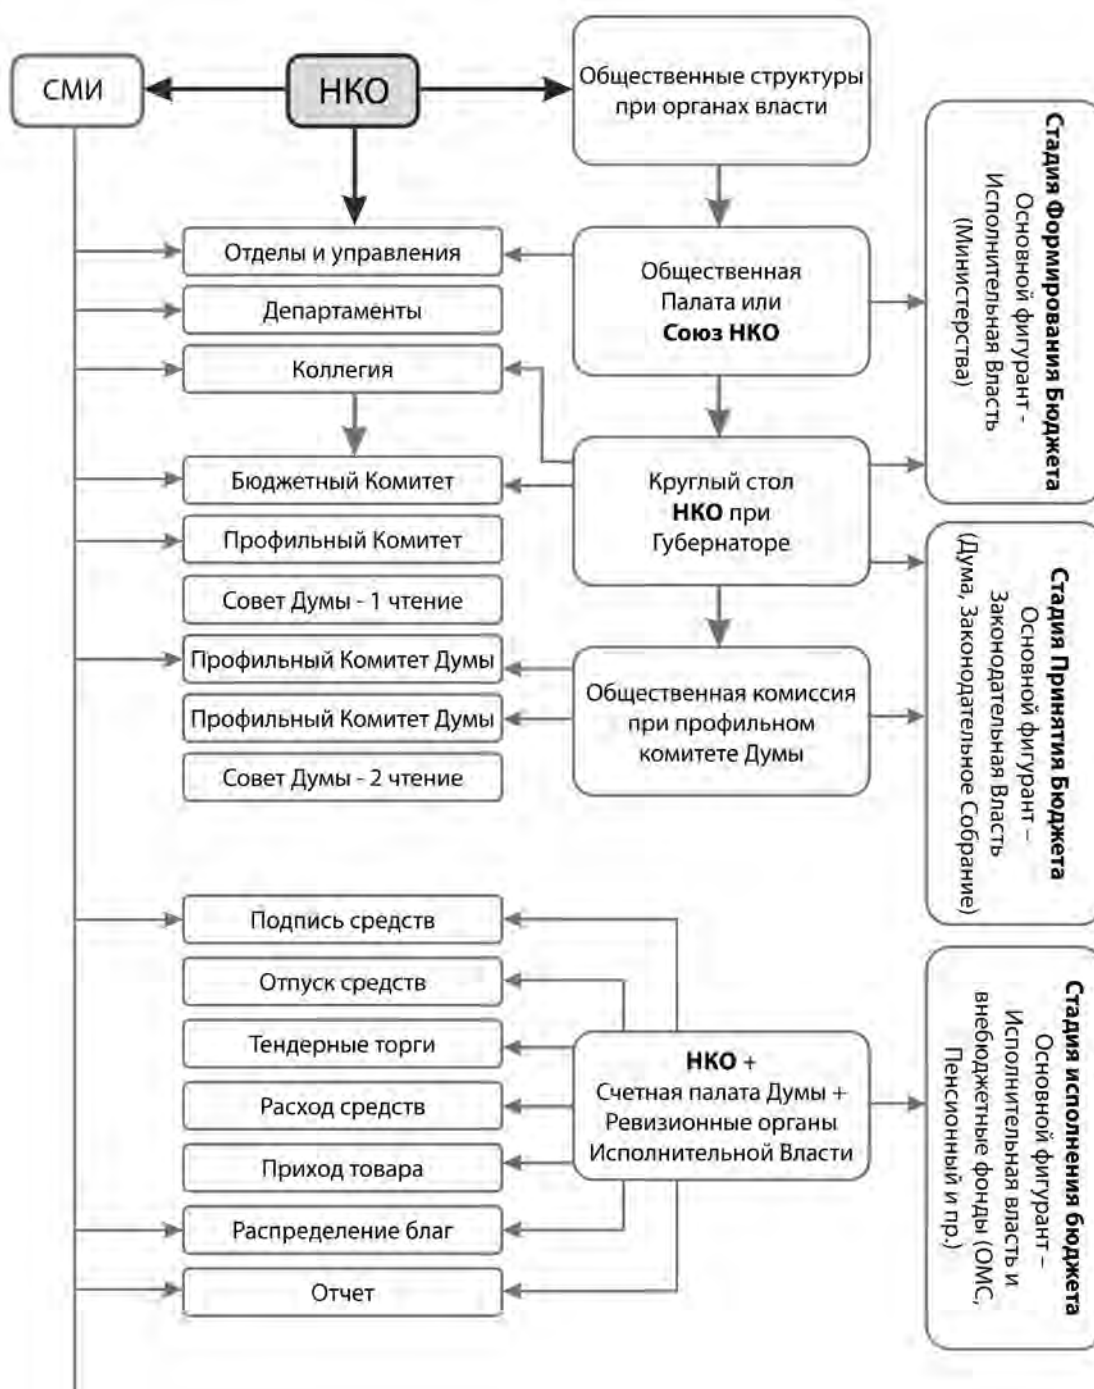 СМИ
НКО
Общественные структуры
при органах власти
Отделы и управления
Департаменты
Коллегия
Бюджетный Комитет
Профильный Комитет
Совет Думы - 1 чтение
Профильный Комитет Думы
Профильный Комитет Думы
Совет Думы - 2 чтение
Общественная
Палата или
Союз НКО
Круглый стол
НКО при
Губернаторе
Общественная комиссия
при профильном
комитете Думы
Стадия Формирования Бюджета
Основной фигурант -
Исполнительная Власть
(Министерства)
Стадия Принятия Бюджета
Основной фигурант –
Законодательная Власть
(Дума, Законодательное Собрание)
Подпись средств
Отпуск средств
Тендерные торги
Расход средств
Приход товара
Распределение благ
Отчет
НКО +
Счетная палата Думы +
Ревизионные органы
Исполнительной Власти
Стадия исполнения бюджета
Основной фигурант –
Исполнительная власть и
внебюджетные фонды (ОМС,
Пенсионный и пр.)